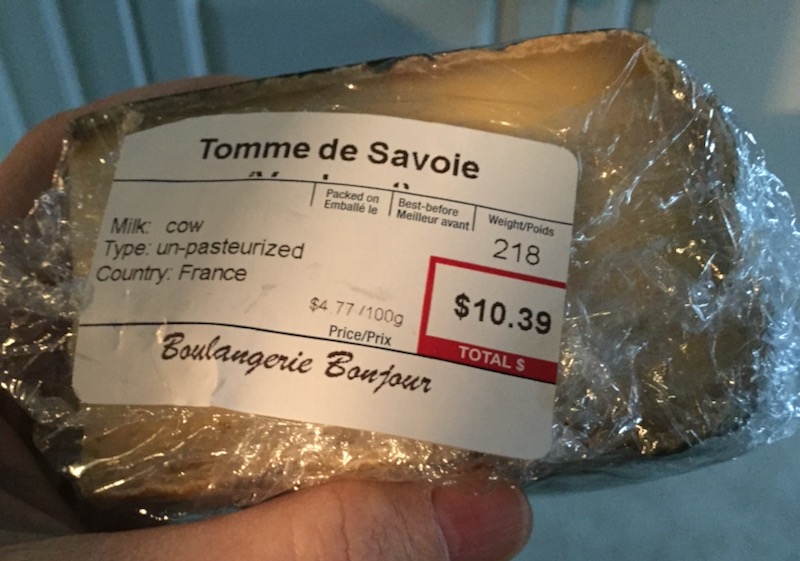 Tomme de Savoie
Packed on
Emballé le
Best-before
Meilleur avant
Weight/Poids
218
Milk: cow
Type: un-pasteurized
Country: France
$4.77/100g
Price/Prix
$10.39
TOTAL $
Boulangerie Bonjour